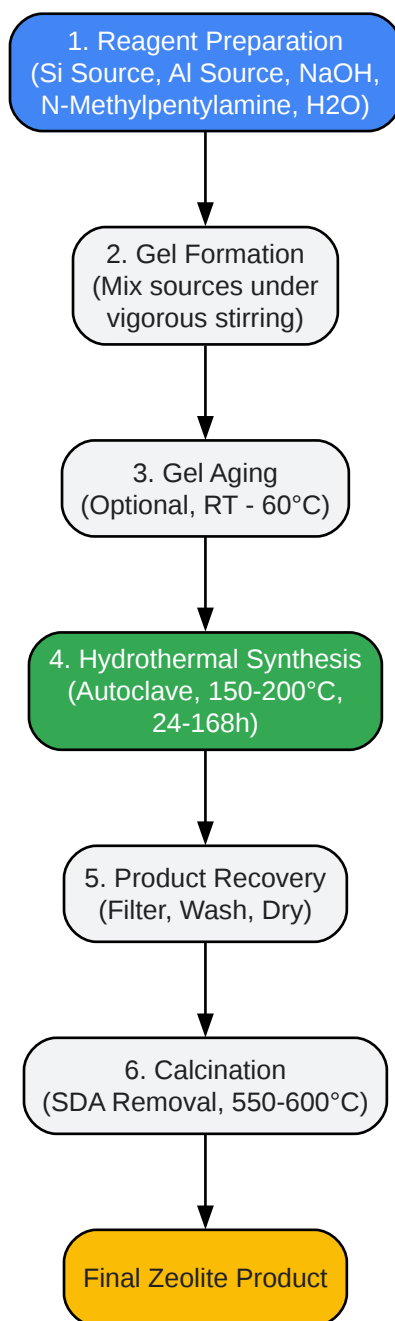 1. Reagent Preparation
(Si Source, Al Source, NaOH,
N-Methylpentylamine, H2O)
2. Gel Formation
(Mix sources under
vigorous stirring)
3. Gel Aging
(Optional, RT - 60°C)
4. Hydrothermal Synthesis
(Autoclave, 150-200°C,
24-168h)
5. Product Recovery
(Filter, Wash, Dry)
6. Calcination
(SDA Removal, 550-600°C)
Final Zeolite Product